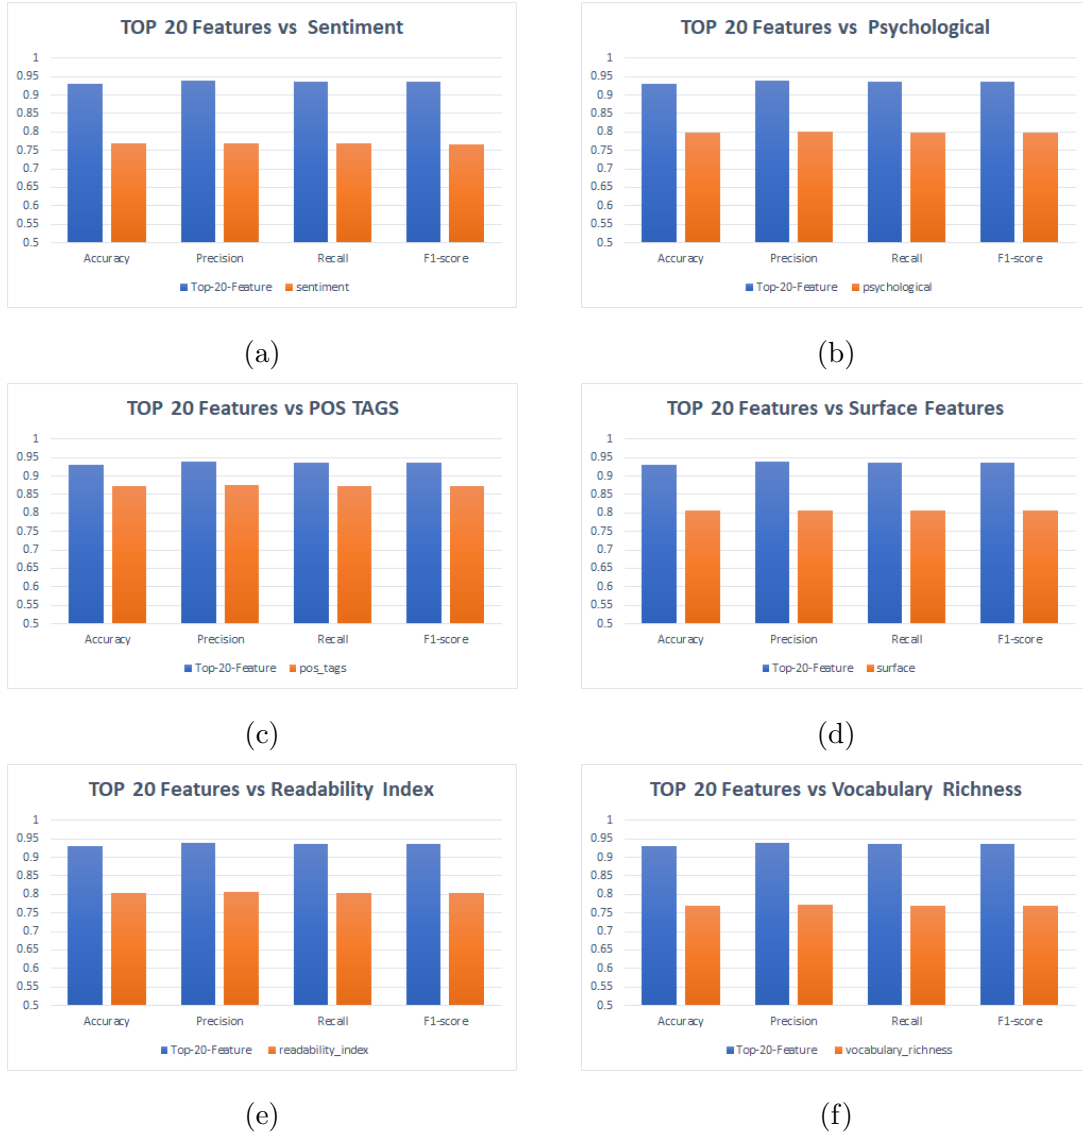 TOP 20 Features vs Sentiment
1
0.95
0.9
0.85
0.8
0.75
0.7
0.65
0.6
0.55
0.5
Accuracy Precision Recall F1-score
Top-20-Feature sentiment
(a)
TOP 20 Features vs Psychological
1
0.95
0.9
0.85
0.8
0.75
0.7
0.65
0.6
0.55
0.5
Accuracy Precision Recall F1-score
Top-20-Feature psychological
(b)
TOP 20 Features vs POS TAGS
1
0.95
0.9
0.85
0.8
0.75
0.7
0.65
0.6
0.55
0.5
Accuracy Precision Recall F1-score
Top-20-Feature pos_tags
(c)
TOP 20 Features vs Surface Features
1
0.95
0.9
0.85
0.8
0.75
0.7
0.65
0.6
0.55
0.5
Accuracy Precision Recall F1-score
Top-20-Feature surface
(d)
TOP 20 Features vs Readability Index
1
0.95
0.9
0.85
0.8
0.75
0.7
0.65
0.6
0.55
0.5
Accuracy Precision Recall F1-score
Top-20-Feature readability_index
(e)
TOP 20 Features vs Vocabulary Richness
1
0.95
0.9
0.85
0.8
0.75
0.7
0.65
0.6
0.55
0.5
Accuracy Precision Recall F1-score
Top-20-Feature vocabulary_richness
(f)